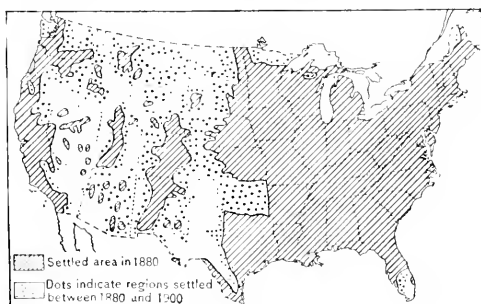 Settled area in 1880
Dots indicate regions settled
between 1880 and 1900